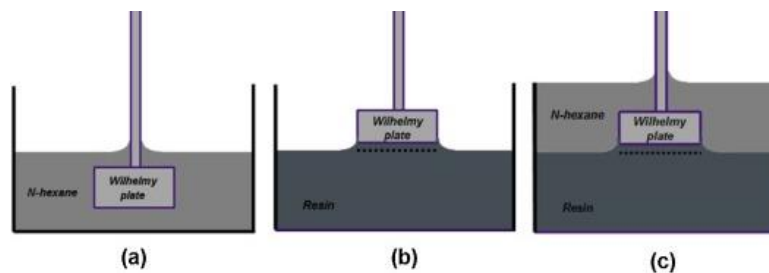 Wilhelmy
plate
N-hexane
(a)
Wilhelmy
plate
Resin
(b)
N-hexane
Wilhelmy
plate
Resin
(c)